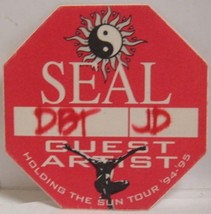 SEAL
DBT JD
GUEST
ARTIST
HOLDING THE SUN TOUR '94-'95